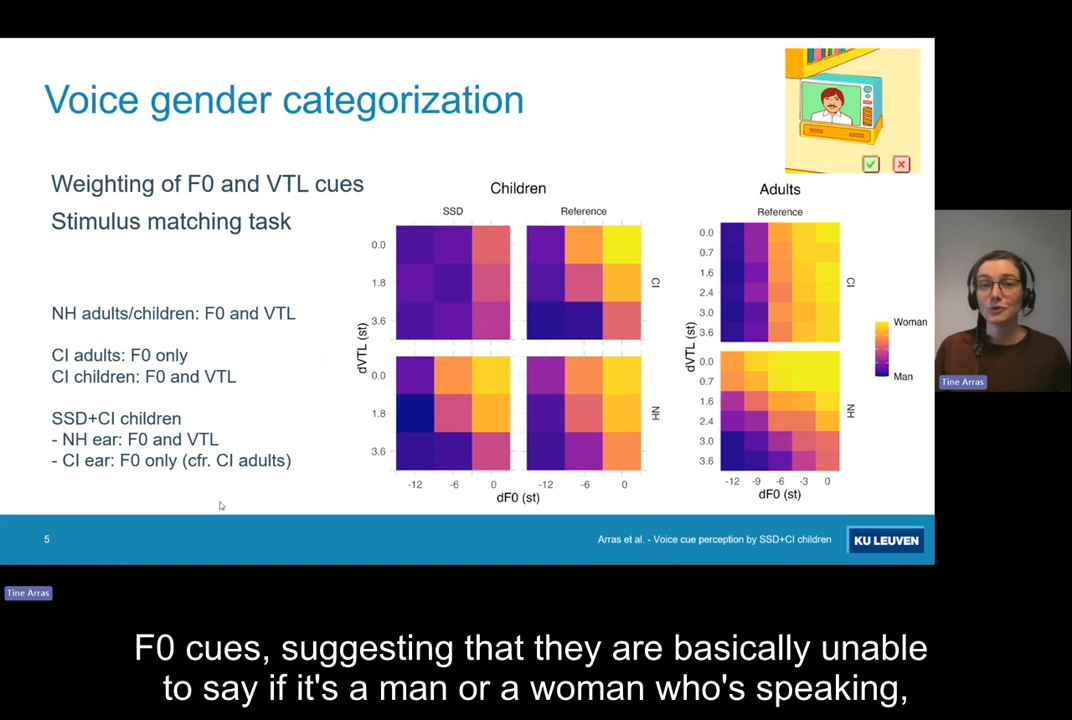 Voice gender categorization
Weighting of F0 and VTL cues
Stimulus matching task
NH adults/children: F0 and VTL
CI adults: F0 only
CI children: F0 and VTL
SSD+CI children
- NH ear: F0 and VTL
- CI ear: F0 only (cfr. CI adults)
Children
SSD
Reference
0.0
1.8
3.6
CI
dVTL (st)
0.0
1.8
3.6
NH
-12
-6
0
-12
-6
0
dF0 (st)
Adults
Reference
0.0
0.7
1.6
2.4
3.0
3.6
CI
dVTL (st)
0.0
0.7
1.6
2.4
3.0
3.6
NH
-12
-9
-6
-3
0
dF0 (st)
Woman
Man
Tine Arras
5
Arras et al. - Voice cue perception by SSD+CI children
KU LEUVEN
Tine Arras
F0 cues, suggesting that they are basically unable
to say if it's a man or a woman who's speaking,